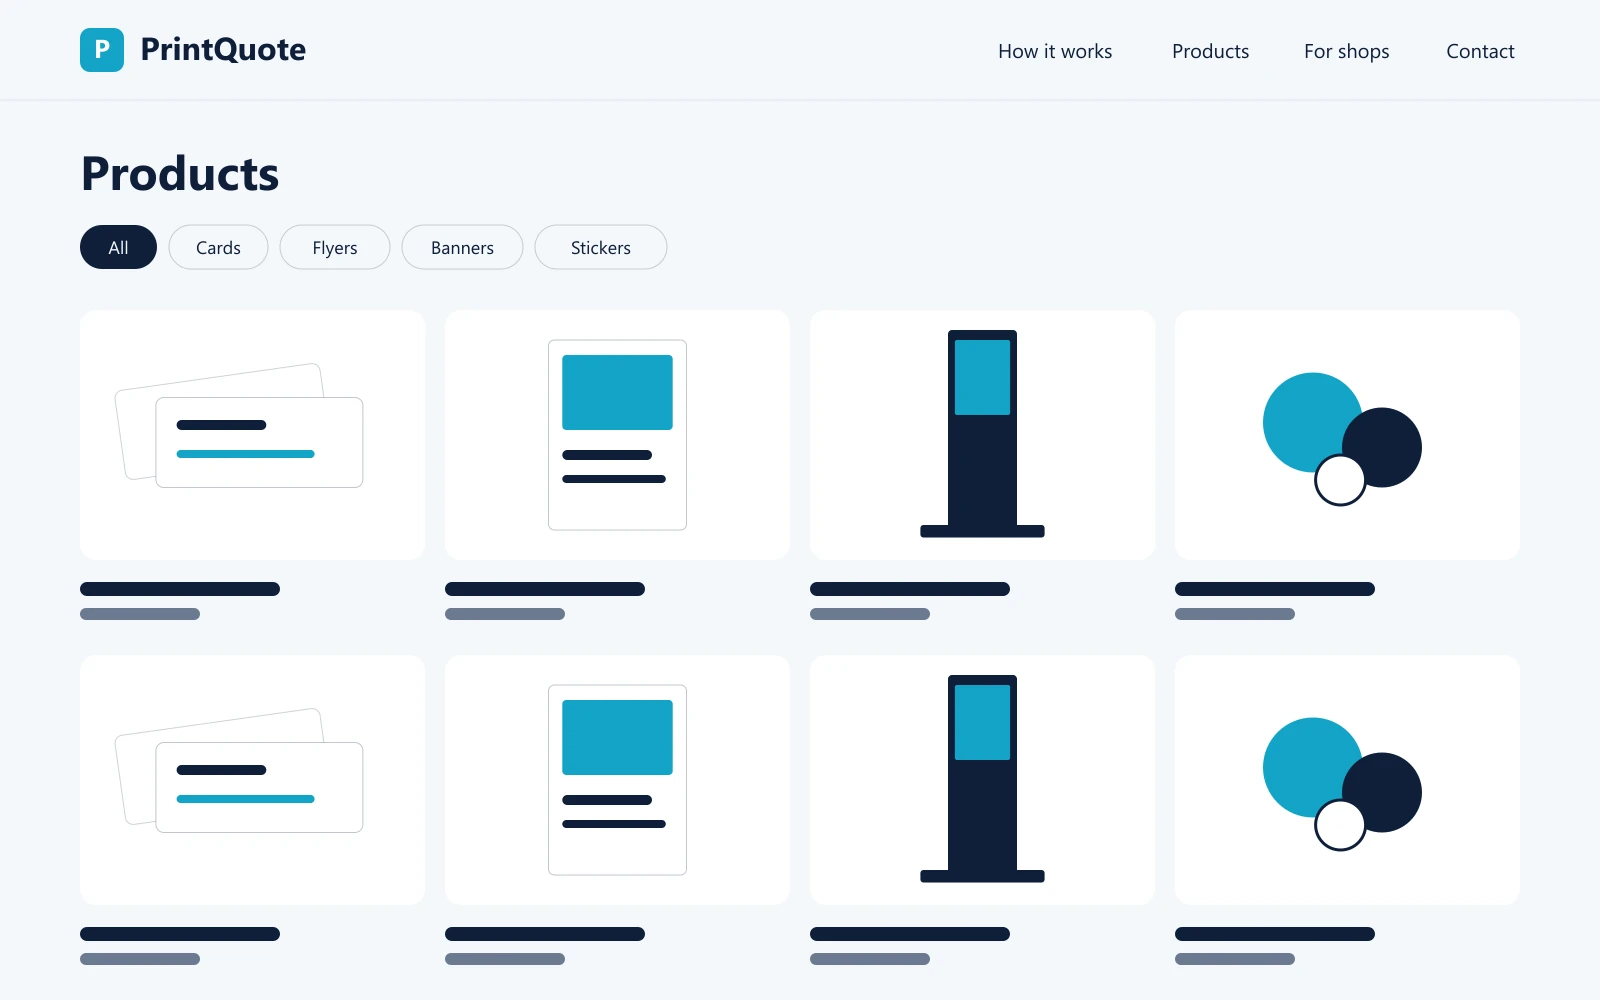 P PrintQuote How it works Products For shops Contact
Products
All Cards Flyers Banners Stickers